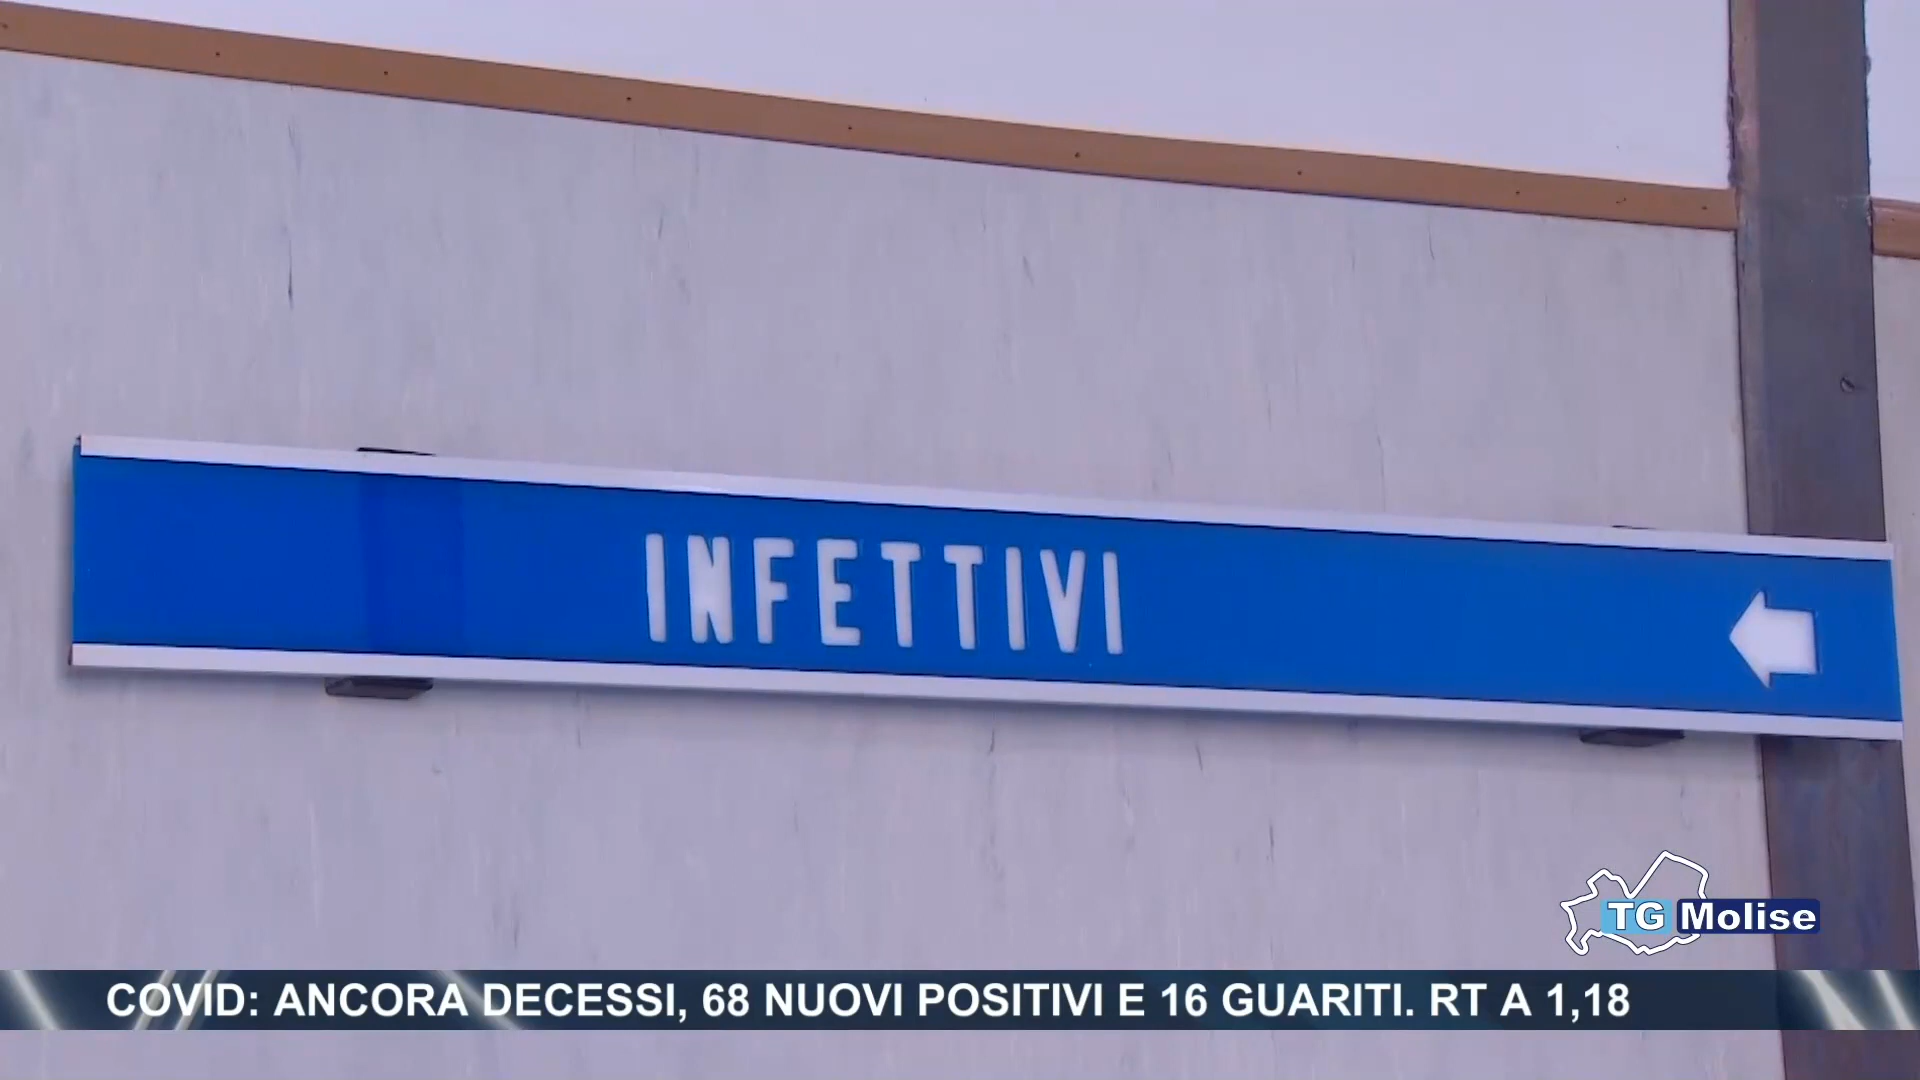 INFETTIVI
TG Molise
COVID: ANCORA DECESSI, 68 NUOVI POSITIVI E 16 GUARITI. RT A 1,18